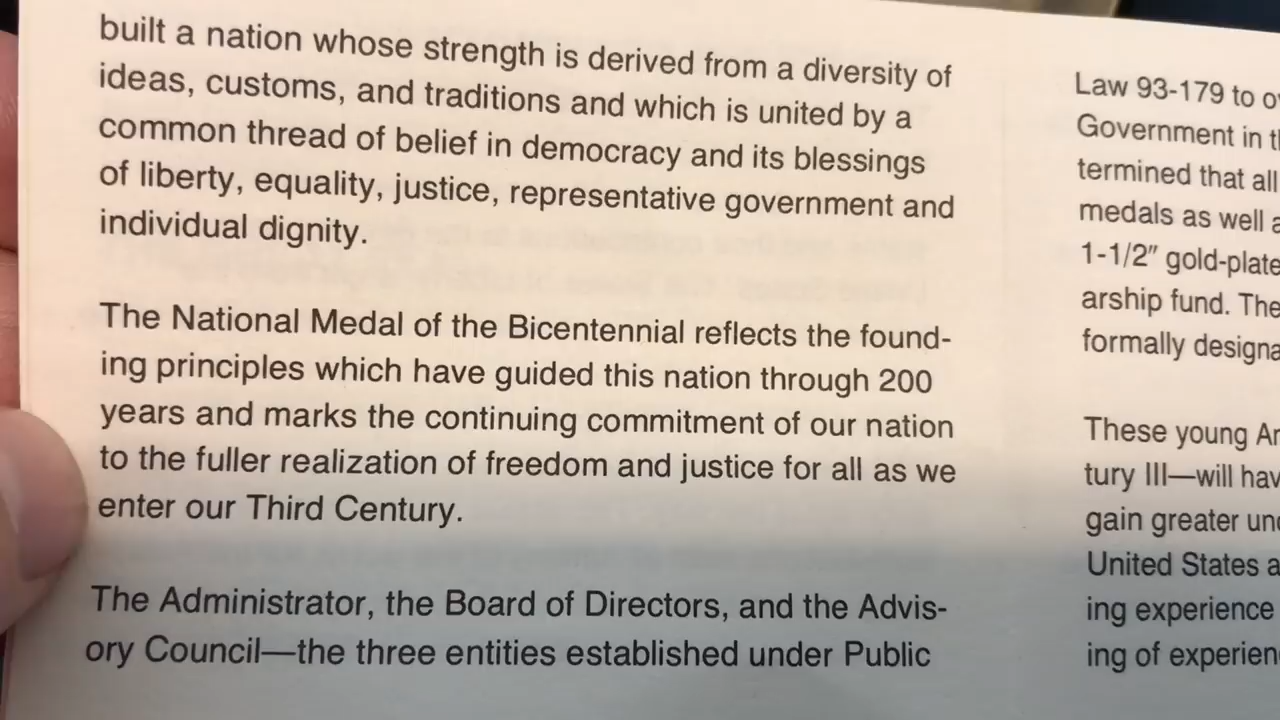 built a nation whose strength is derived from a diversity of
ideas, customs, and traditions and which is united by a
common thread of belief in democracy and its blessings
of liberty, equality, justice, representative government and
individual dignity.
The National Medal of the Bicentennial reflects the found-
ing principles which have guided this nation through 200
years and marks the continuing commitment of our nation
to the fuller realization of freedom and justice for all as we
enter our Third Century.
The Administrator, the Board of Directors, and the Advis-
ory Council—the three entities established under Public
Law 93-179 to
Government in
termined that all
medals as well
1-1/2" gold-plate
arship fund. The
formally
These young
tury III—will
gain greater
United States
ing experience
ing of